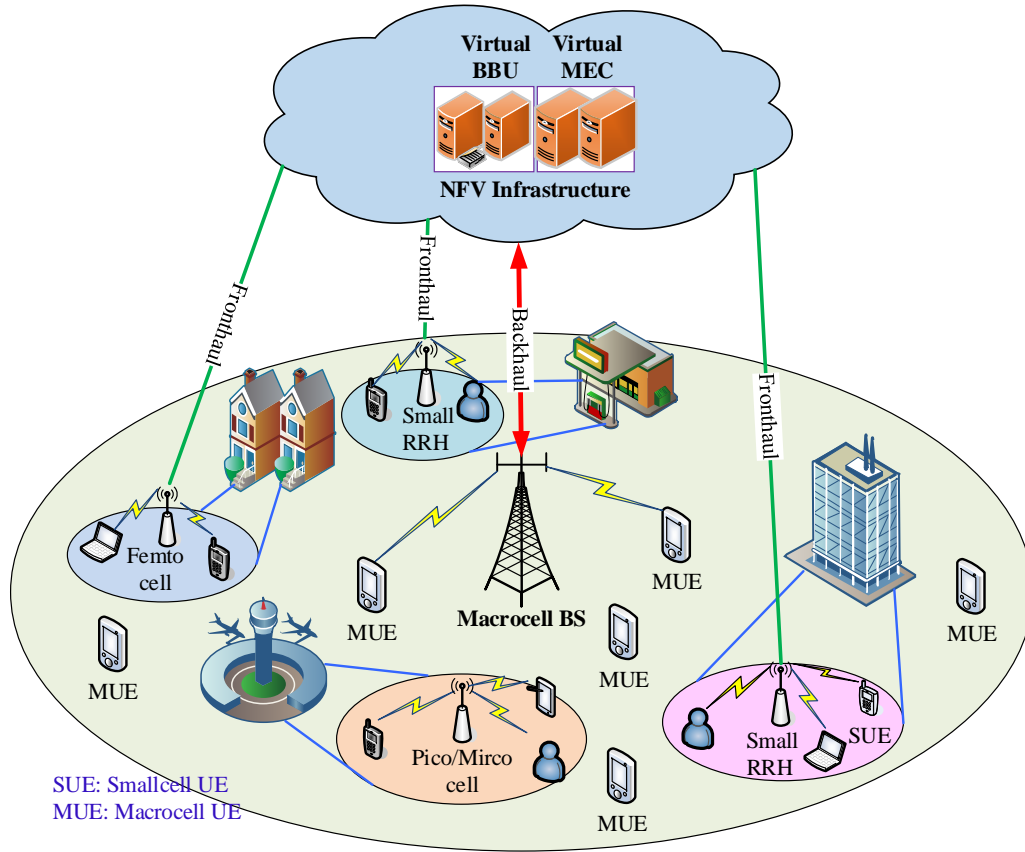 Virtual
BBU
Virtual
MEC
NFV Infrastructure
Fronthaul
Fronthaul
Backhaul
Fronthaul
Small
RRH
Femto
cell
MUE
MUE
Macrocell BS
MUE
MUE
MUE
MUE
Pico/Mirco
cell
Small
RRH
SUE
SUE: Smallcell UE
MUE: Macrocell UE